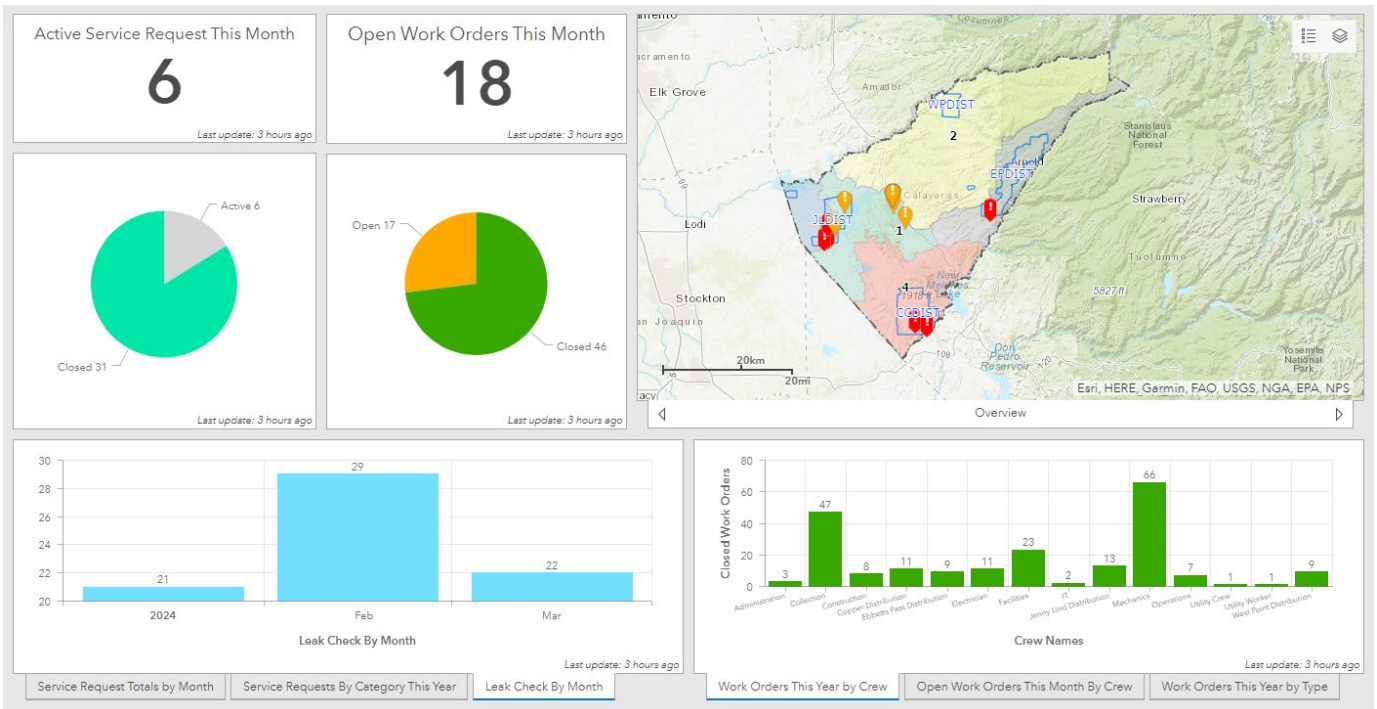 Active Service Request This Month
6
Last update: 3 hours ago
Open Work Orders This Month
18
Last update: 3 hours ago
Active 6
Closed 31
Last update: 3 hours ago
Open 17
Closed 46
Last update: 3 hours ago
Elk Grove
Amador
WPDIST
2
Stanislaus
National
Forest
Arnold
EPDIST
Calaveras
Strawberry
99
Lodi
JLDIST
1
Tuolumne
New
Melones
Lake
4
1918 ft
5827 ft
Stockton
CCDIST
Joaquin
108
120
Don
Pedro
Reservoir
Yosemite
National
Park
5
20km
20mi
Esri, HERE, Garmin, FAO, USGS, NGA, EPA, NPS
Overview
30
28
26
24
22
20
21
29
22
2024
Feb
Mar
Leak Check By Month
Last update: 3 hours ago
Service Request Totals by Month
Service Requests By Category This Year
Leak Check By Month
Closed Work Orders
80
60
40
20
0
3
47
8
11
9
11
23
2
13
66
7
1
1
9
Administration
Collection
Construction
Copper Distribution
Ebbetts Pass Distribution
Electrician
Facilities
IT
Jenny Lind Distribution
Mechanics
Operations
Utility Crew
Utility Worker
West Point Distribution
Crew Names
Last update: 3 hours ago
Work Orders This Year by Crew
Open Work Orders This Month By Crew
Work Orders This Year by Type